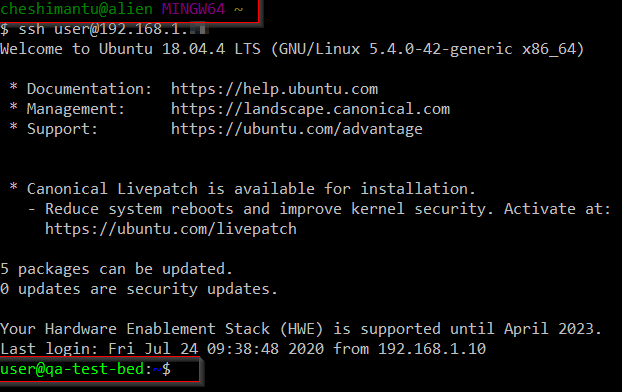 cheshimantu@alien MINGW64 ~
$ ssh user@192.168.1.
Welcome to Ubuntu 18.04.4 LTS (GNU/Linux 5.4.0-42-generic x86_64)
* Documentation:  https://help.ubuntu.com
* Management:     https://landscape.canonical.com
* Support:        https://ubuntu.com/advantage
* Canonical Livepatch is available for installation.
- Reduce system reboots and improve kernel security. Activate at:
https://ubuntu.com/livepatch
5 packages can be updated.
0 updates are security updates.
Your Hardware Enablement Stack (HWE) is supported until April 2023.
Last login: Fri Jul 24 09:38:48 2020 from 192.168.1.10
user@qa-test-bed:~$